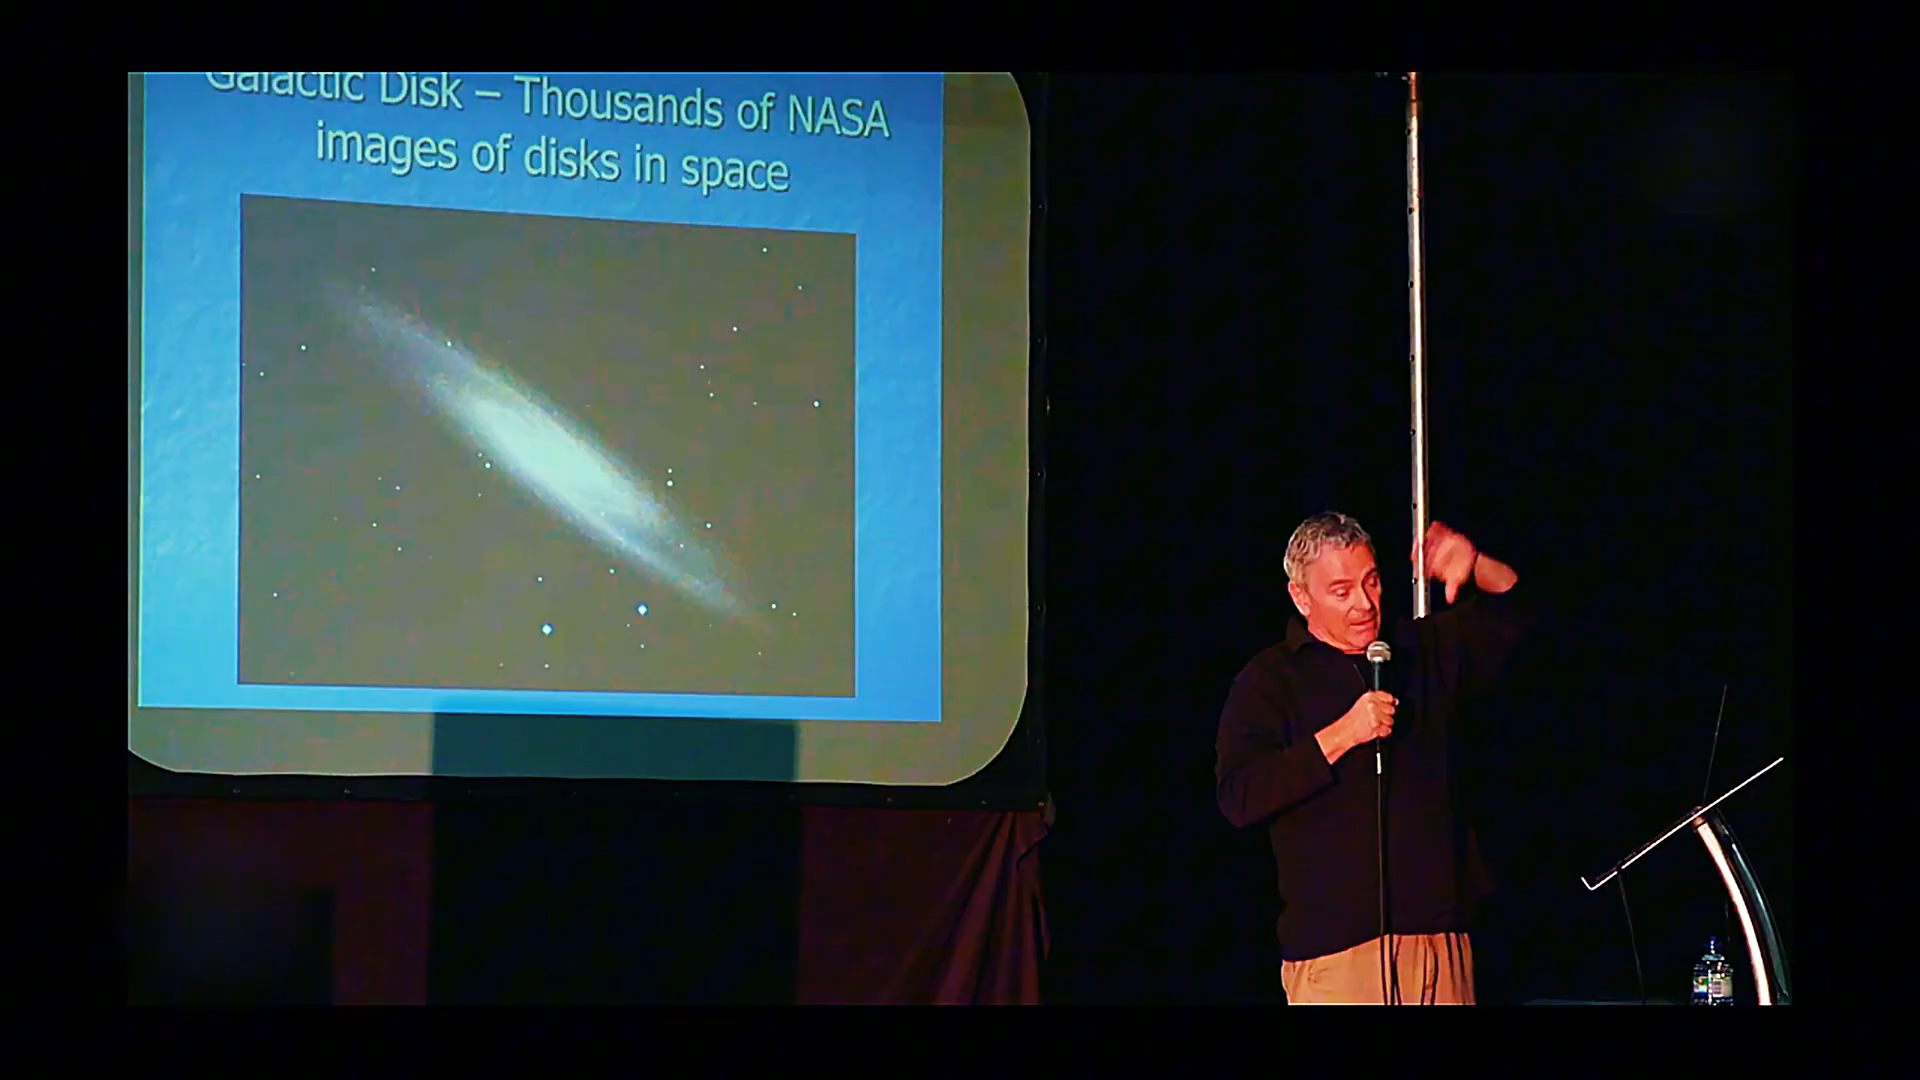 Galactic Disk – Thousands of NASA
images of disks in space